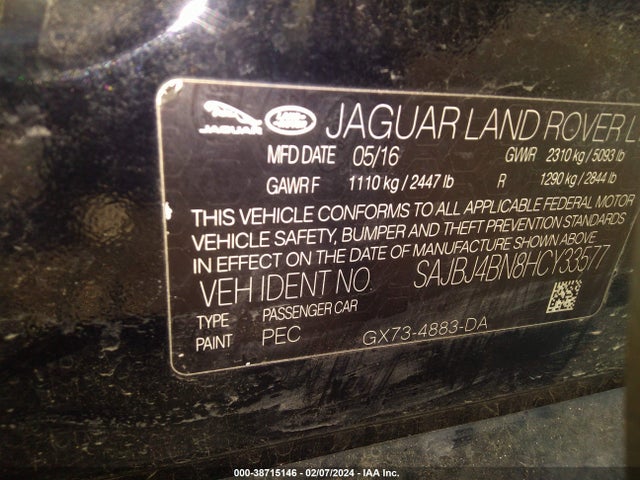 JAGUAR LAND ROVER JAGUAR LAND ROVER L
MFD DATE 05/16 GVWR 2310 kg / 5093 lb
GAWR F 1110 kg / 2447 lb R 1290 kg / 2844 lb
THIS VEHICLE CONFORMS TO ALL APPLICABLE FEDERAL MOTOR
VEHICLE SAFETY, BUMPER AND THEFT PREVENTION STANDARDS
IN EFFECT ON THE DATE OF MANUFACTURE SHOWN ABOVE
VEH IDENT NO. SAJBJ4BN8HCY33577
TYPE PASSENGER CAR
PAINT PEC GX73-4883-DA
000-38715146 - 02/07/2024 - IAA Inc.